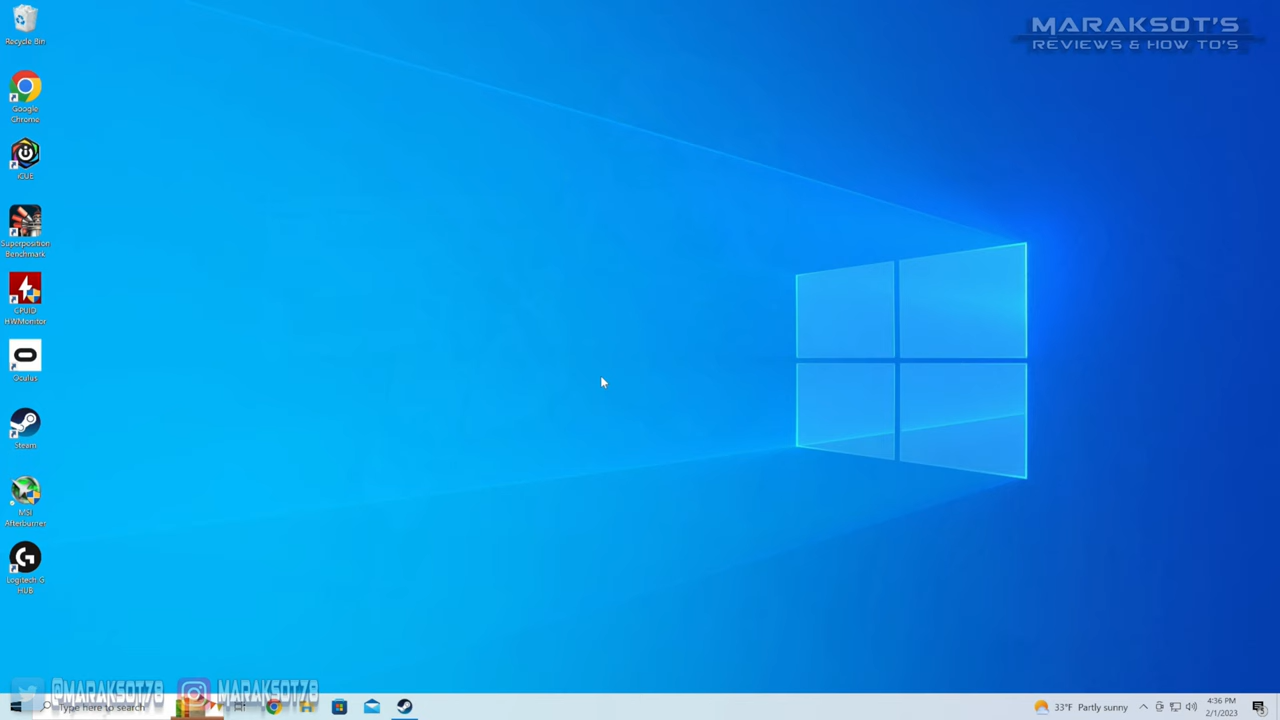 MARAKSOT'S
REVIEWS & HOW TO'S
Recycle Bin
Google
Chrome
iCUE
Superposition
Benchmark
CPUID
HWMonitor
Oculus
Steam
MSI
Afterburner
Logitech G
HUB
@MARAKSOT78
MARAKSOT78
Type here to search
33°F Partly sunny
4:36 PM
2/1/2023